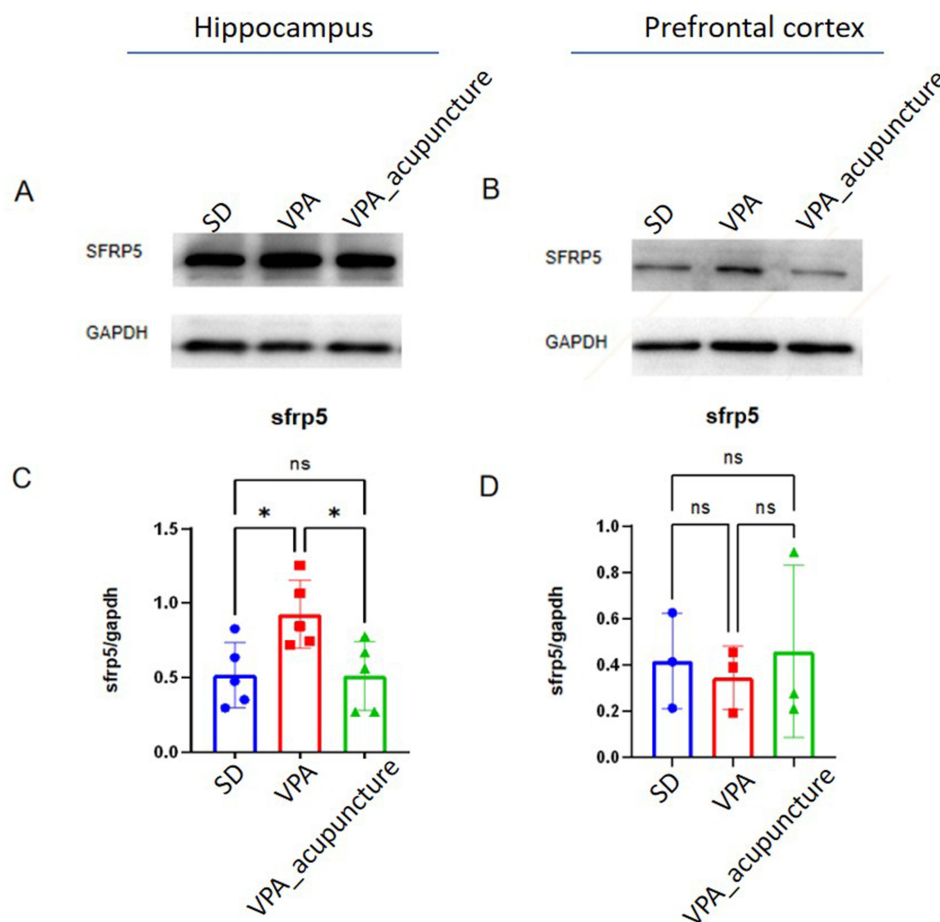 Hippocampus
Prefrontal cortex
A
SD
VPA
VPA_acupuncture
SFRP5
GAPDH
B
SD
VPA
VPA_acupuncture
SFRP5
GAPDH
C
sfrp5
ns
* *
sfrp5/gapdh
1.5
1.0
0.5
0.0
SD
VPA
VPA_acupuncture
D
sfrp5
ns
ns ns
sfrp5/gapdh
1.0
0.8
0.6
0.4
0.2
0.0
SD
VPA
VPA_acupuncture